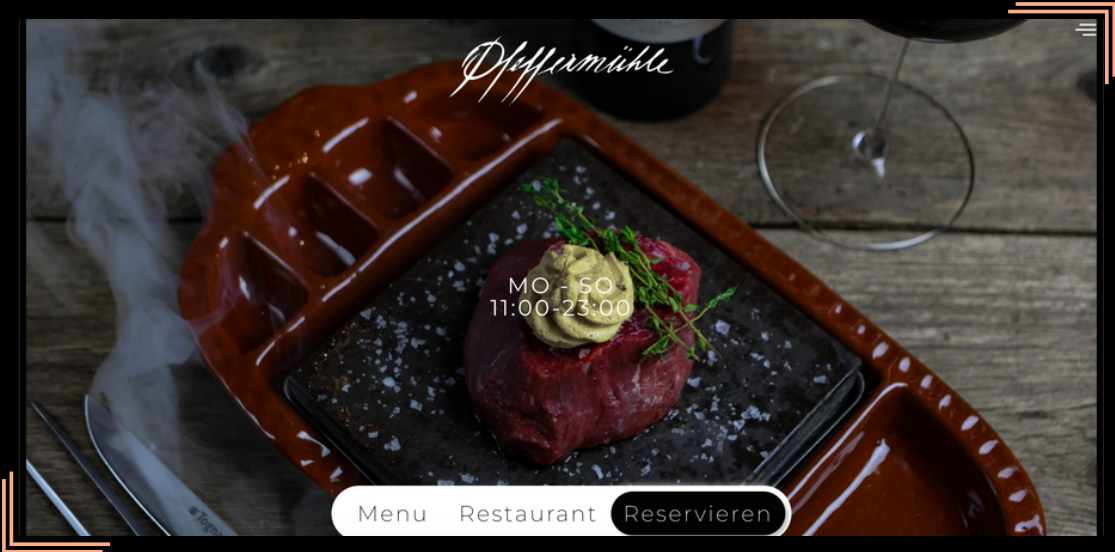 Pfeffermühle
MO - SO
11:00-23:00
Menu
Restaurant
Reservieren